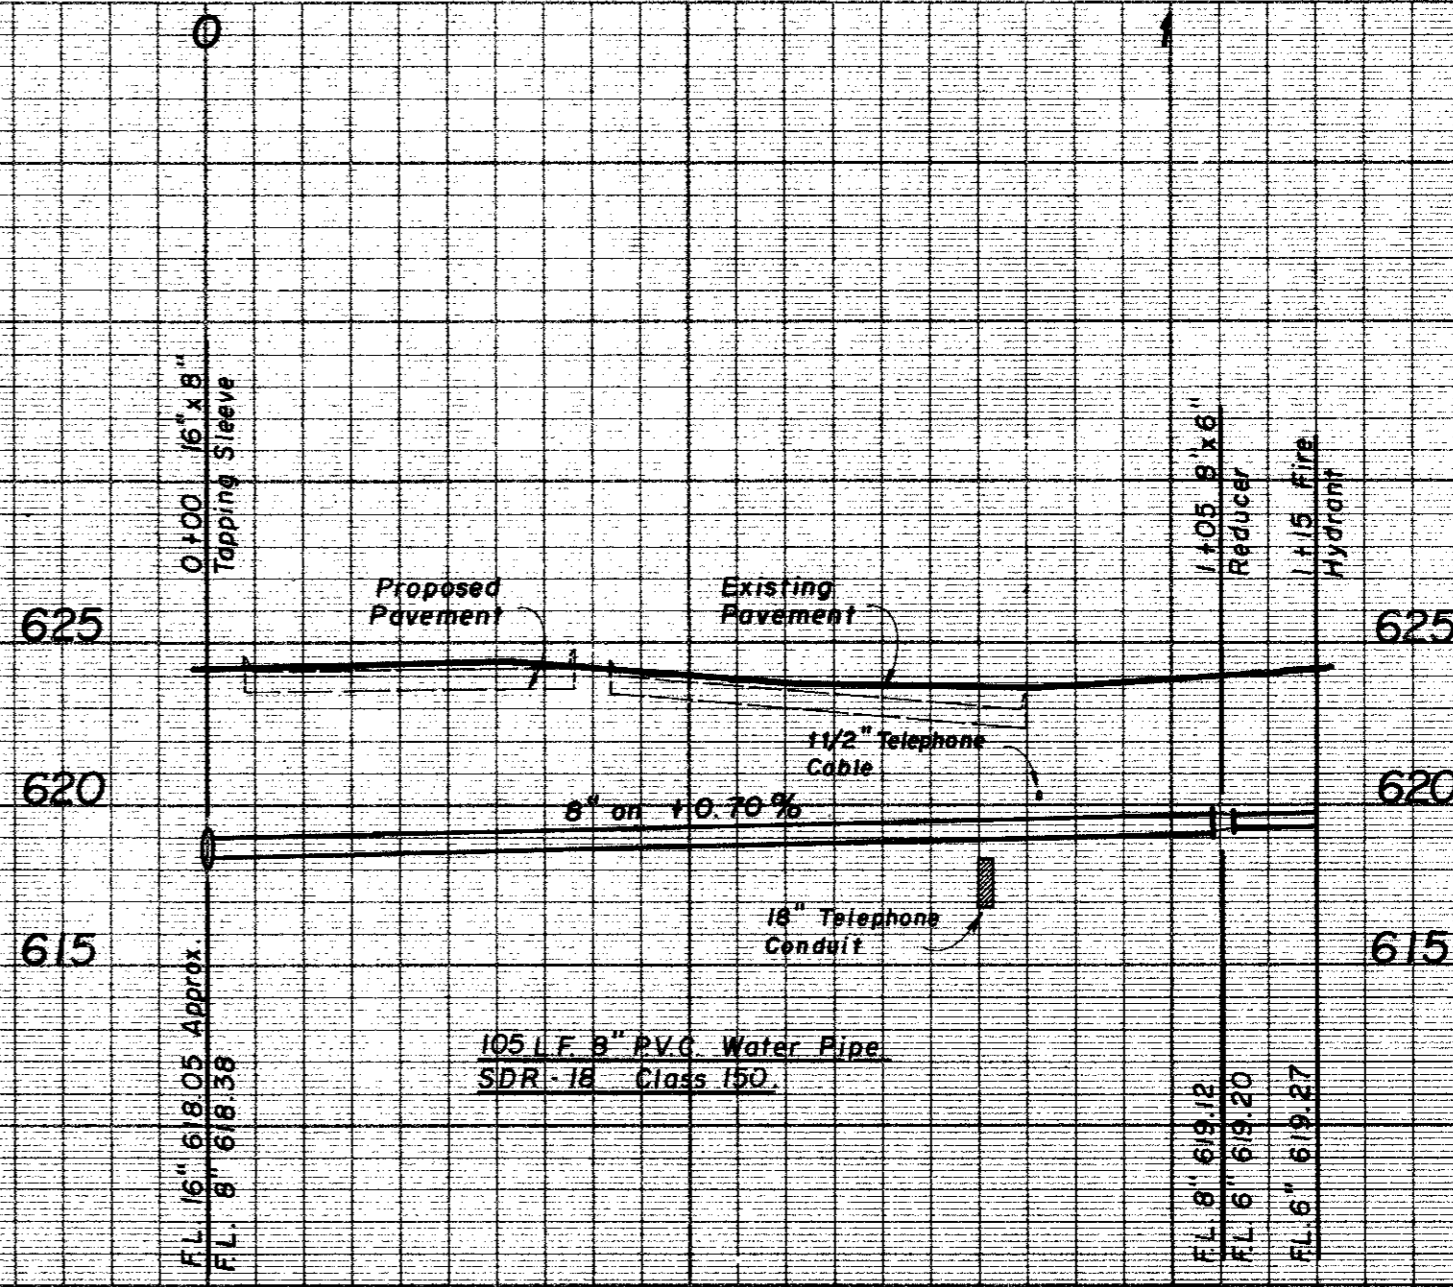 0
1
0+00 16" x 8"
Tapping Sleeve
1+05 8" x 6"
Reducer
1+15 Fire
Hydrant
Proposed
Pavement
Existing
Pavement
625
625
1 1/2" Telephone
Cable
620
620
8" on +0.70%
18" Telephone
Conduit
615
615
F.L. 16" 618.05 Approx.
F.L. 8" 618.38
105 L.F. 8" P.V.C. Water Pipe
SDR - 18 Class 150.
F.L. 8" 619.12
F.L. 6" 619.20
F.L. 6" 619.27